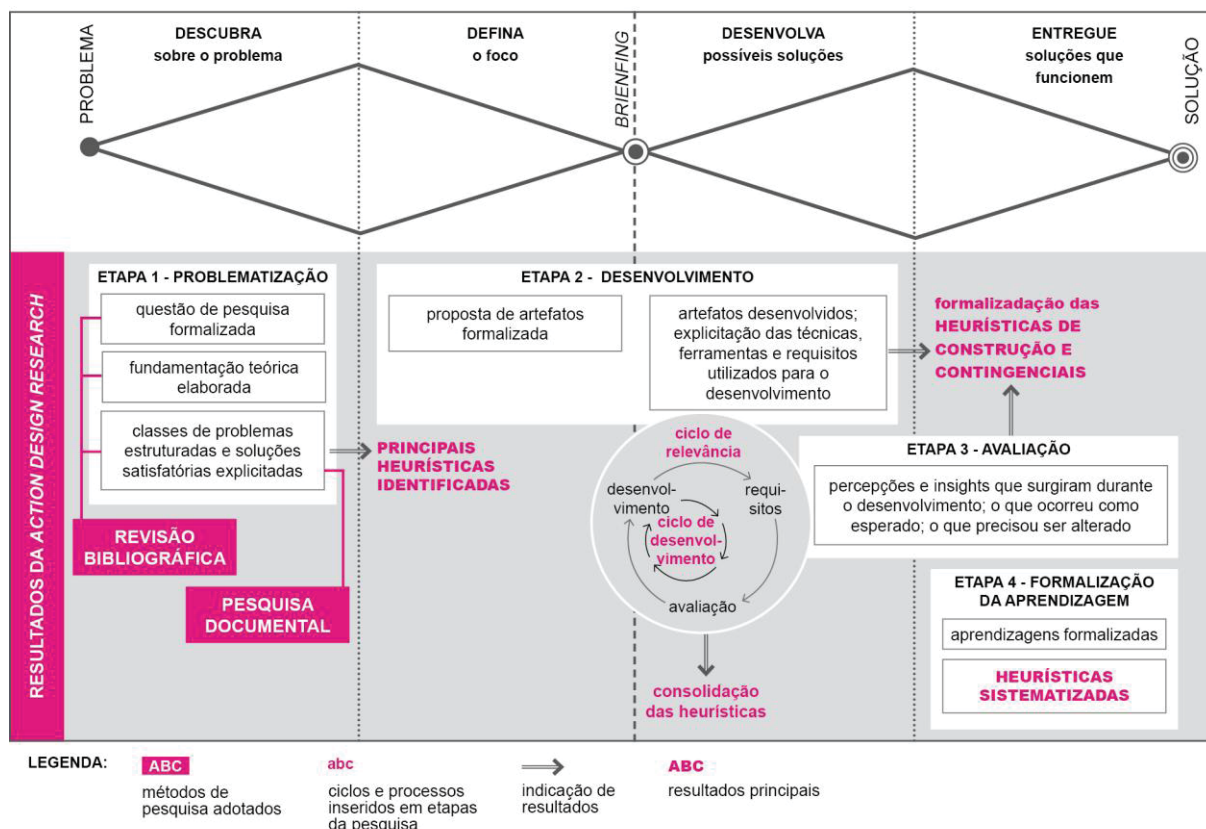 DESCUBRA
sobre o problema
DEFINA
o foco
DESENVOLVA
possíveis soluções
ENTREGUE
soluções que
funcionem
PROBLEMA
BRIENFING
SOLUÇÃO
RESULTADOS DA ACTION DESIGN RESEARCH
ETAPA 1 - PROBLEMATIZAÇÃO
questão de pesquisa
formalizada
fundamentação teórica
elaborada
classes de problemas
estruturadas e soluções
satisfatórias explicitadas
REVISÃO
BIBLIOGRÁFICA
PESQUISA
DOCUMENTAL
PRINCIPAIS
HEURÍSTICAS
IDENTIFICADAS
ETAPA 2 - DESENVOLVIMENTO
proposta de artefatos
formalizada
artefatos desenvolvidos;
explicitação das técnicas,
ferramentas e requisitos
utilizados para o
desenvolvimento
ciclo de
relevância
desenvol-
vimento
requi-
sitos
ciclo de
desenvol-
vimento
avaliação
consolidação
das heurísticas
formalizadação das
HEURÍSTICAS DE
CONSTRUÇÃO E
CONTINGENCIAIS
ETAPA 3 - AVALIAÇÃO
percepções e insights que surgiram durante
o desenvolvimento; o que ocorreu como
esperado; o que precisou ser alterado
ETAPA 4 - FORMALIZAÇÃO
DA APRENDIZAGEM
aprendizagens formalizadas
HEURÍSTICAS
SISTEMATIZADAS
LEGENDA:
ABC
métodos de
pesquisa adotados
abc
ciclos e processos
inseridos em etapas
da pesquisa
indicação de
resultados
ABC
resultados principais